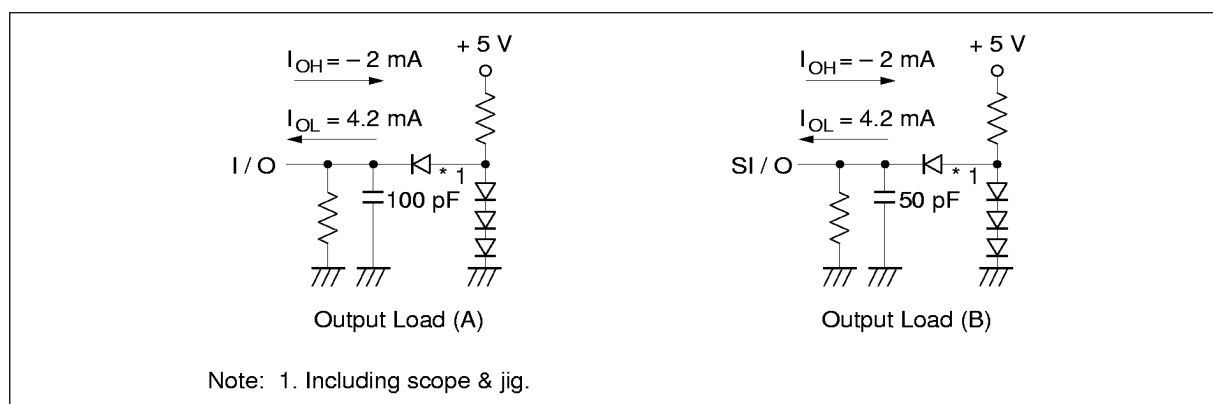 + 5 V
I_OH = – 2 mA
I_OL = 4.2 mA
I / O
* 1
100 pF
Output Load (A)
+ 5 V
I_OH = – 2 mA
I_OL = 4.2 mA
SI / O
* 1
50 pF
Output Load (B)
Note: 1. Including scope & jig.